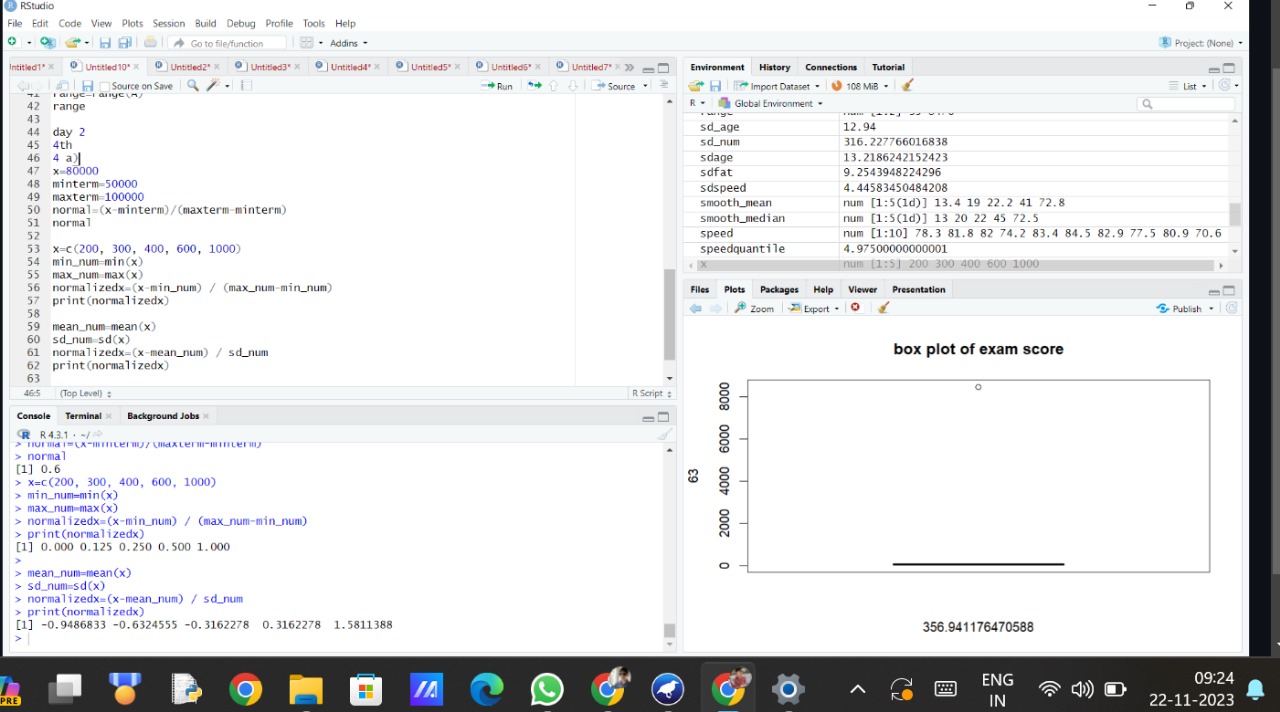 RStudio
File Edit Code View Plots Session Build Debug Profile Tools Help
Go to file/function
Addins
Project: (None)
ntitled1*
Untitled10*
Untitled2*
Untitled3*
Untitled4*
Untitled5*
Untitled6*
Untitled7*
Source on Save
Run
Source
41 range=range(A)
42 range
43
44 day 2
45 4th
46 4 a)
47 x=80000
48 minterm=50000
49 maxterm=100000
50 normal=(x-minterm)/(maxterm-minterm)
51 normal
52
53 x=c(200, 300, 400, 600, 1000)
54 min_num=min(x)
55 max_num=max(x)
56 normalizedx=(x-min_num) / (max_num-min_num)
57 print(normalizedx)
58
59 mean_num=mean(x)
60 sd_num=sd(x)
61 normalizedx=(x-mean_num) / sd_num
62 print(normalizedx)
63
46:5 (Top Level) R Script
Console Terminal Background Jobs
R 4.3.1 · ~/
> normal=(x-minterm)/(maxterm-minterm)
> normal
[1] 0.6
> x=c(200, 300, 400, 600, 1000)
> min_num=min(x)
> max_num=max(x)
> normalizedx=(x-min_num) / (max_num-min_num)
> print(normalizedx)
[1] 0.000 0.125 0.250 0.500 1.000
>
> mean_num=mean(x)
> sd_num=sd(x)
> normalizedx=(x-mean_num) / sd_num
> print(normalizedx)
[1] -0.9486833 -0.6324555 -0.3162278 0.3162278 1.5811388
>
Environment History Connections Tutorial
Import Dataset 108 MiB List
R Global Environment
range num [1:2]
sd_age 12.94
sd_num 316.227766016838
sdage 13.2186242152423
sdfat 9.2543948224296
sdspeed 4.44583450484208
smooth_mean num [1:5(1d)] 13.4 19 22.2 41 72.8
smooth_median num [1:5(1d)] 13 20 22 45 72.5
speed num [1:10] 78.3 81.8 82 74.2 83.4 84.5 82.9 77.5 80.9 70.6
speedquantile 4.97500000000001
x num [1:5] 200 300 400 600 1000
Files Plots Packages Help Viewer Presentation
Zoom Export Publish
box plot of exam score
8000
6000
4000
2000
0
63
356.941176470588
PRE
ENG
IN
09:24
22-11-2023